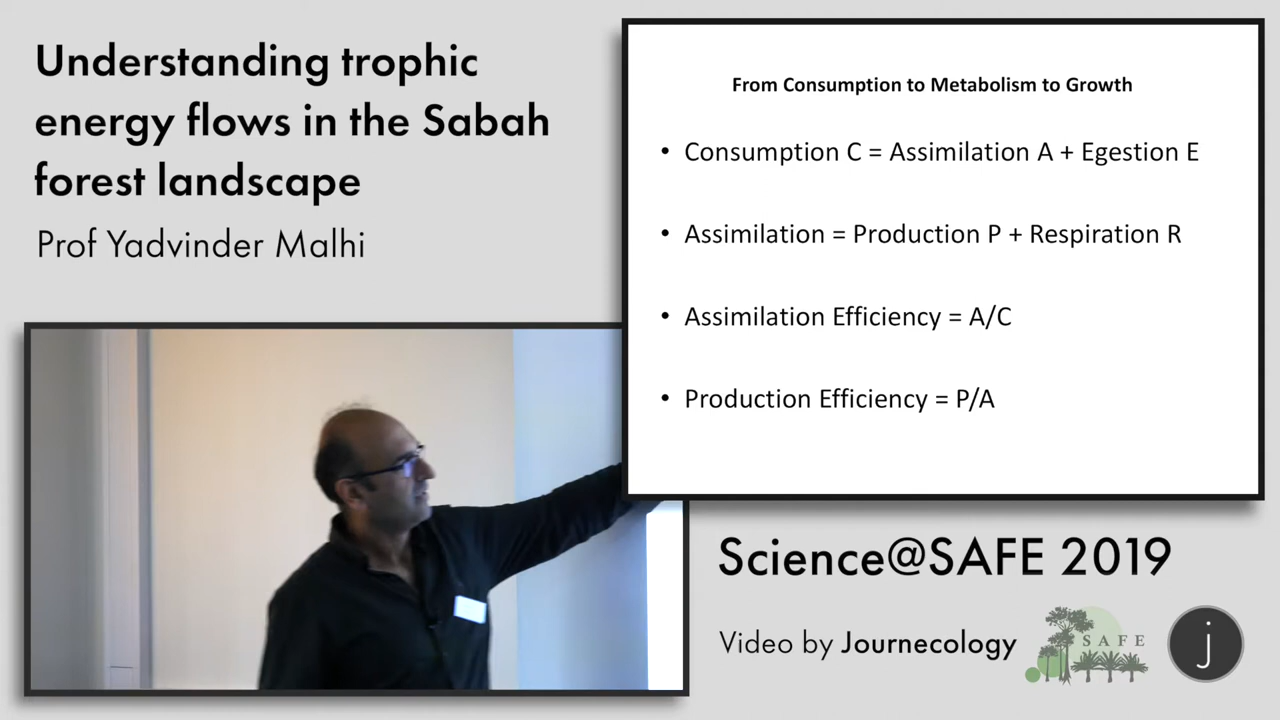 Understanding trophic
energy flows in the Sabah
forest landscape
Prof Yadvinder Malhi
From Consumption to Metabolism to Growth
• Consumption C = Assimilation A + Egestion E
• Assimilation = Production P + Respiration R
• Assimilation Efficiency = A/C
• Production Efficiency = P/A
Science@SAFE 2019
Video by Journecology
SAFE
j